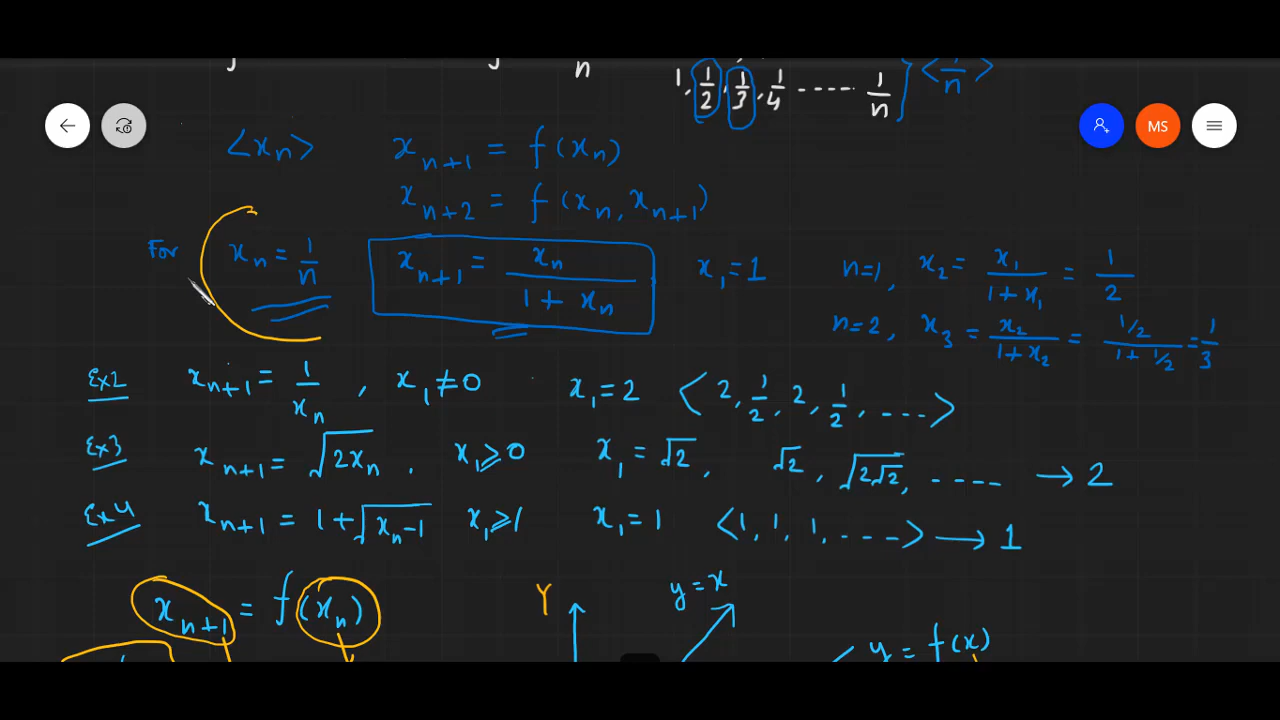 n 1, 1/2, 1/3, 1/4 ..... 1/n <1/n>
MS
<xₙ> xₙ₊₁ = f(xₙ)
xₙ₊₂ = f(xₙ, xₙ₊₁)
For xₙ = 1/n xₙ₊₁ = xₙ/(1 + xₙ) x₁ = 1 n=1, x₂ = x₁/(1 + x₁) = 1/2
n=2, x₃ = x₂/(1 + x₂) = (1/2)/(1 + 1/2) = 1/3
Ex2 xₙ₊₁ = 1/xₙ , x₁ ≠ 0 x₁ = 2 <2, 1/2, 2, 1/2, ....>
Ex3 xₙ₊₁ = √(2xₙ) , x₁ ≥ 0 x₁ = √2, √2, √(2√2), ..... → 2
Ex4 xₙ₊₁ = 1 + √(xₙ-1) x₁ ≥ 1 x₁ = 1 <1, 1, 1, ....> → 1
xₙ₊₁ = f(xₙ) Y y = x
y = f(x)